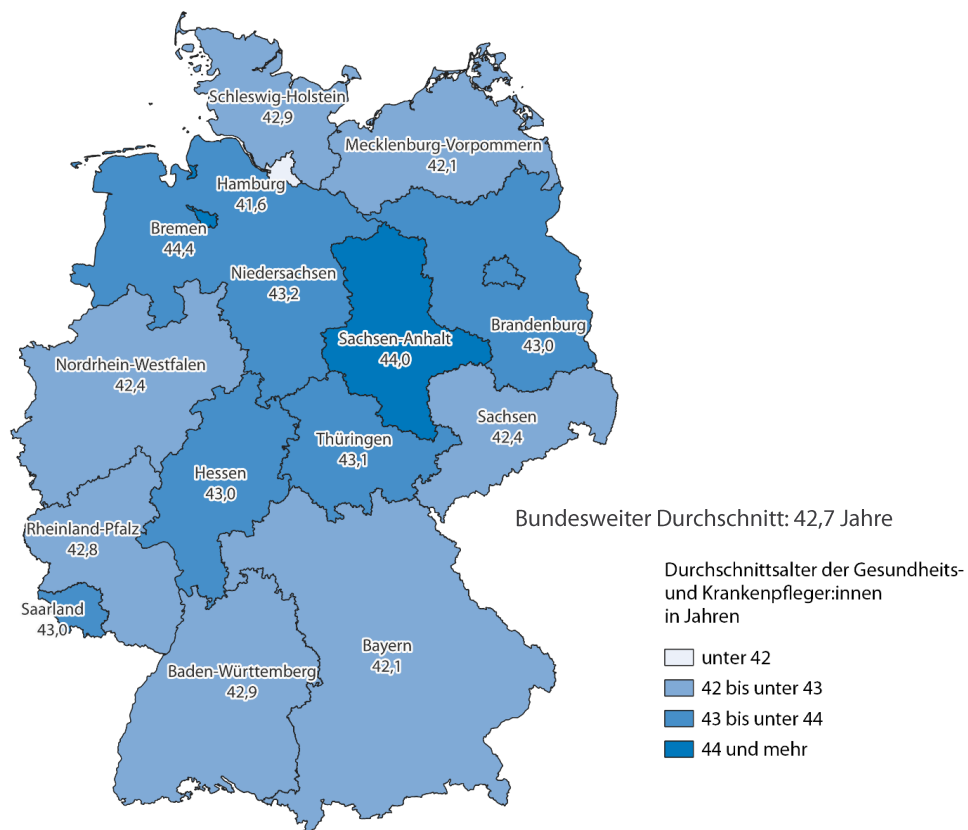 Schleswig-Holstein
42,9
Mecklenburg-Vorpommern
42,1
Hamburg
41,6
Bremen
44,4
Niedersachsen
43,2
Brandenburg
43,0
Sachsen-Anhalt
44,0
Nordrhein-Westfalen
42,4
Sachsen
42,4
Thüringen
43,1
Hessen
43,0
Rheinland-Pfalz
42,8
Saarland
43,0
Bayern
42,1
Baden-Württemberg
42,9
Bundesweiter Durchschnitt: 42,7 Jahre
Durchschnittsalter der Gesundheits-
und Krankenpfleger:innen
in Jahren
unter 42
42 bis unter 43
43 bis unter 44
44 und mehr